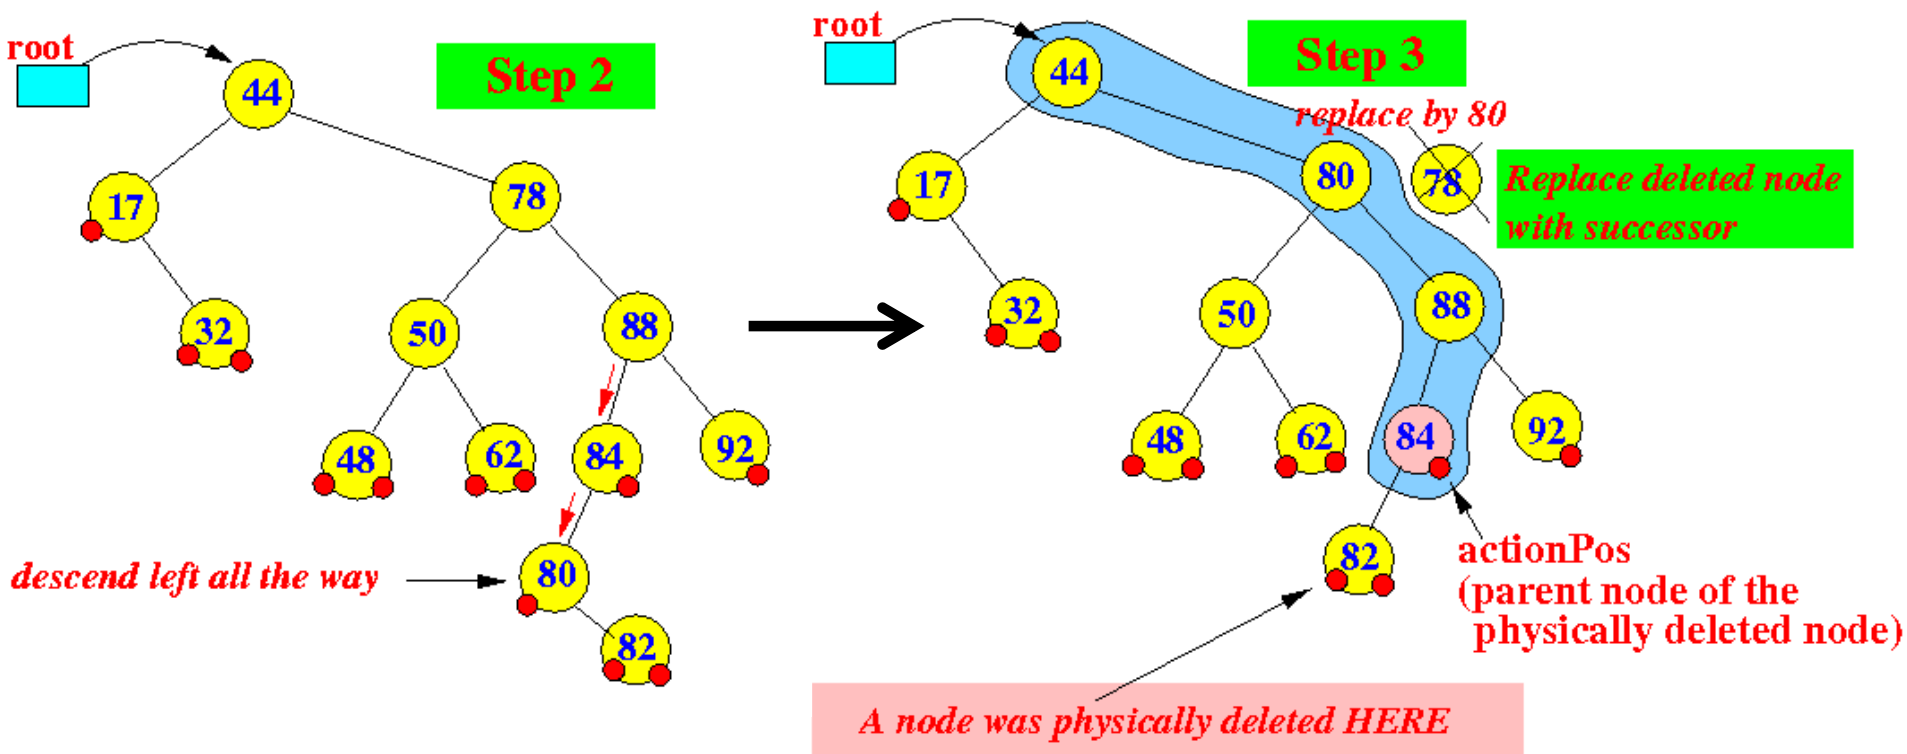 root
Step 2
44
17
78
32
50
88
48
62
84
92
descend left all the way
80
82
root
Step 3
44
replace by 80
17
80
78
Replace deleted node
with successor
32
50
88
48
62
84
92
82
actionPos
(parent node of the
physically deleted node)
A node was physically deleted HERE